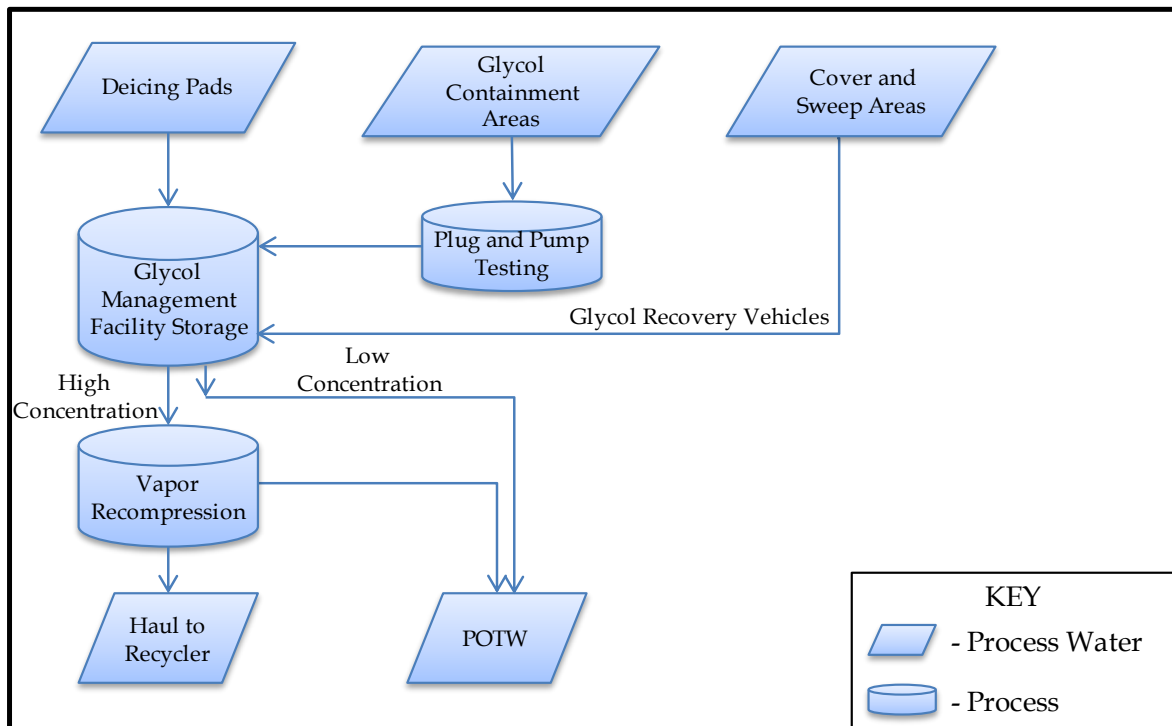 Deicing Pads
Glycol
Containment
Areas
Cover and
Sweep Areas
Plug and Pump
Testing
Glycol
Management
Facility Storage
Glycol Recovery Vehicles
Low
Concentration
High
Concentration
Vapor
Recompression
Haul to
Recycler
POTW
KEY
- Process Water
- Process